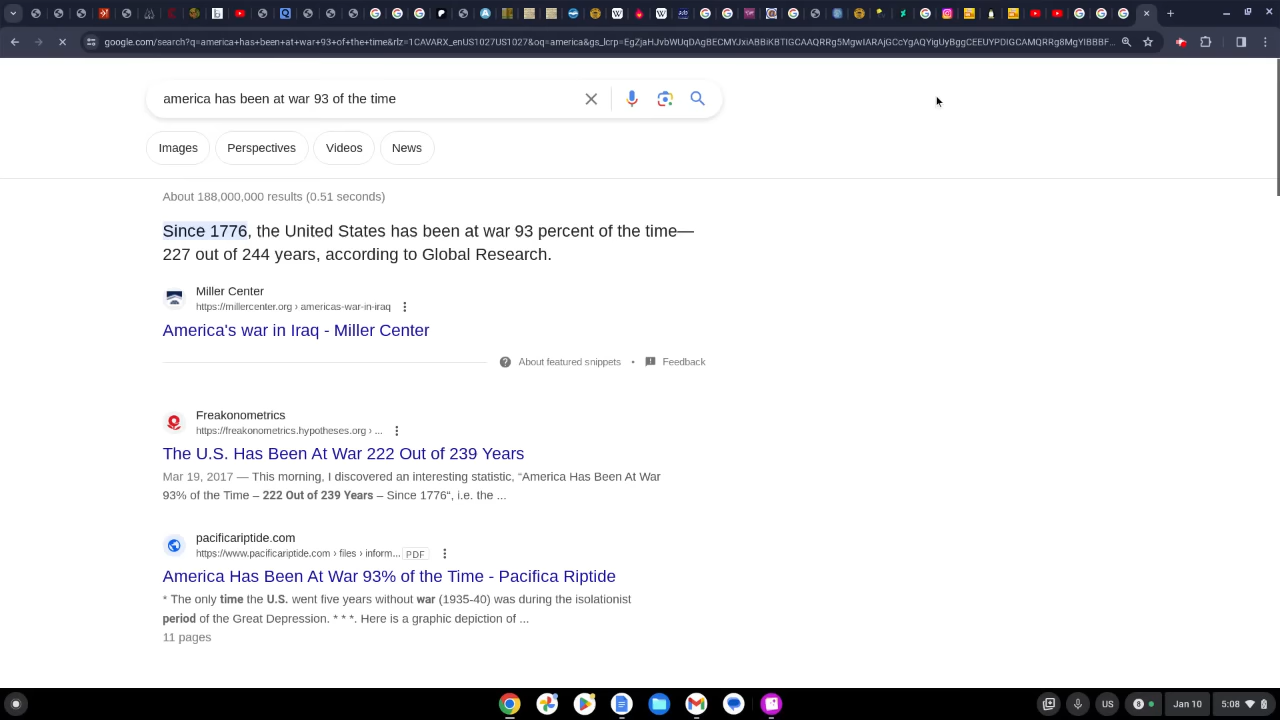 google.com/search?q=america+has+been+at+war+93+of+the+time&rlz=1CAVARX_enUS1027US1027&oq=america&gs_lcrp=EgZjaHJvbWUqDAgBECMYJxiABBiKBTIGCAAQRRg5MgwIARAjGCcYgAQYigUyBggCEEUYPDIGCAMQRRg8MgYIBBBF...
america has been at war 93 of the time
Images Perspectives Videos News
About 188,000,000 results (0.51 seconds)
Since 1776, the United States has been at war 93 percent of the time—
227 out of 244 years, according to Global Research.
Miller Center
https://millercenter.org › americas-war-in-iraq
America's war in Iraq - Miller Center
About featured snippets • Feedback
Freakonometrics
https://freakonometrics.hypotheses.org › ...
The U.S. Has Been At War 222 Out of 239 Years
Mar 19, 2017 — This morning, I discovered an interesting statistic, “America Has Been At War
93% of the Time – 222 Out of 239 Years – Since 1776“, i.e. the ...
pacificariptide.com
https://www.pacificariptide.com › files › inform... PDF
America Has Been At War 93% of the Time - Pacifica Riptide
* The only time the U.S. went five years without war (1935-40) was during the isolationist
period of the Great Depression. * * *. Here is a graphic depiction of ...
11 pages
US 8 Jan 10 5:08